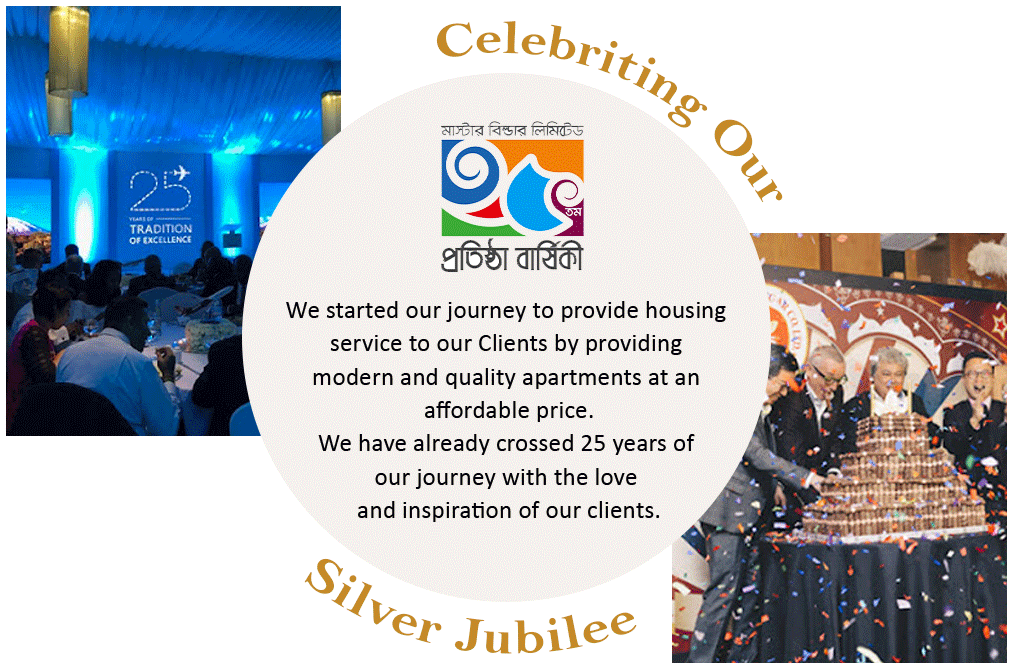 Celebriting Our
মাস্টার বিল্ডার লিমিটেড
২৫
তম
প্রতিষ্ঠা বার্ষিকী
25
YEARS OF
TRADITION
OF EXCELLENCE
We started our journey to provide housing
service to our Clients by providing
modern and quality apartments at an
affordable price.
We have already crossed 25 years of
our journey with the love
and inspiration of our clients.
Silver Jubilee